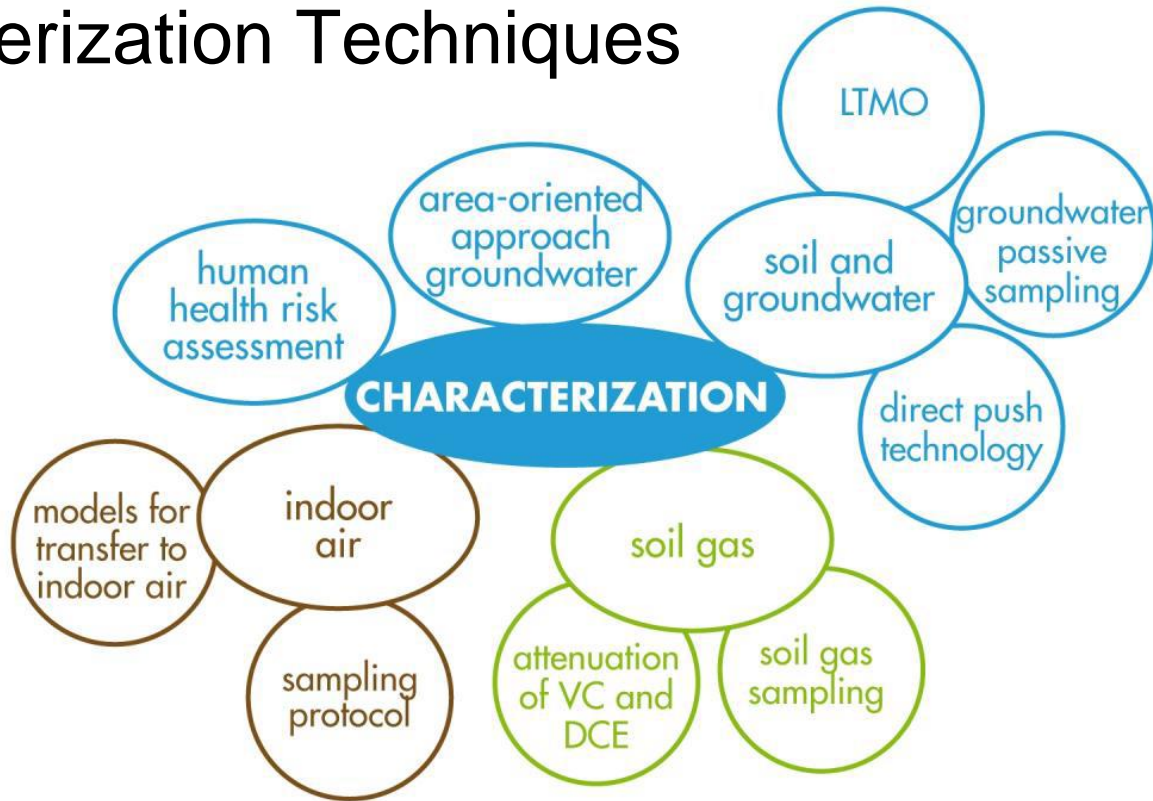 erization Techniques
LTMO
area-oriented
approach
groundwater
groundwater
passive
sampling
soil and
groundwater
human
health risk
assessment
CHARACTERIZATION
direct push
technology
models for
transfer to
indoor air
indoor
air
soil gas
sampling
protocol
attenuation
of VC and
DCE
soil gas
sampling